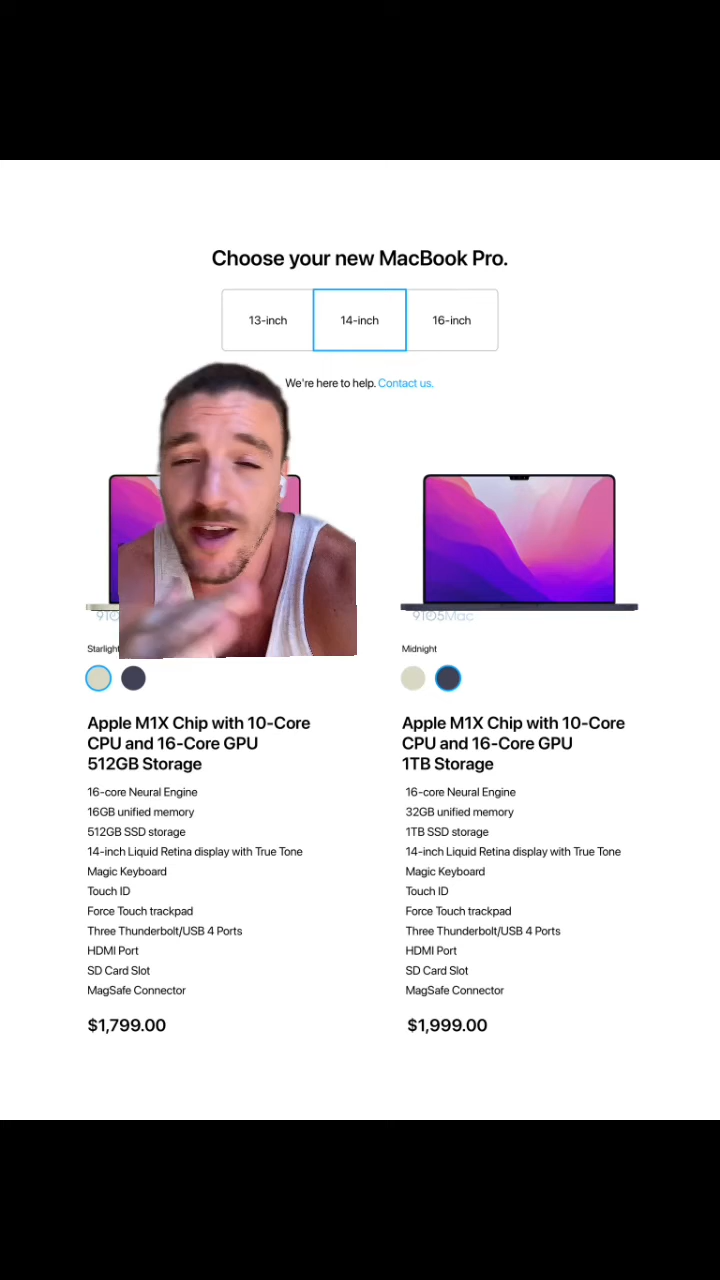 Choose your new MacBook Pro.
13-inch
14-inch
16-inch
We're here to help. Contact us.
9TO5Mac
Midnight
Apple M1X Chip with 10-Core
CPU and 16-Core GPU
512GB Storage
16-core Neural Engine
16GB unified memory
512GB SSD storage
14-inch Liquid Retina display with True Tone
Magic Keyboard
Touch ID
Force Touch trackpad
Three Thunderbolt/USB 4 Ports
HDMI Port
SD Card Slot
MagSafe Connector
$1,799.00
Apple M1X Chip with 10-Core
CPU and 16-Core GPU
1TB Storage
16-core Neural Engine
32GB unified memory
1TB SSD storage
14-inch Liquid Retina display with True Tone
Magic Keyboard
Touch ID
Force Touch trackpad
Three Thunderbolt/USB 4 Ports
HDMI Port
SD Card Slot
MagSafe Connector
$1,999.00